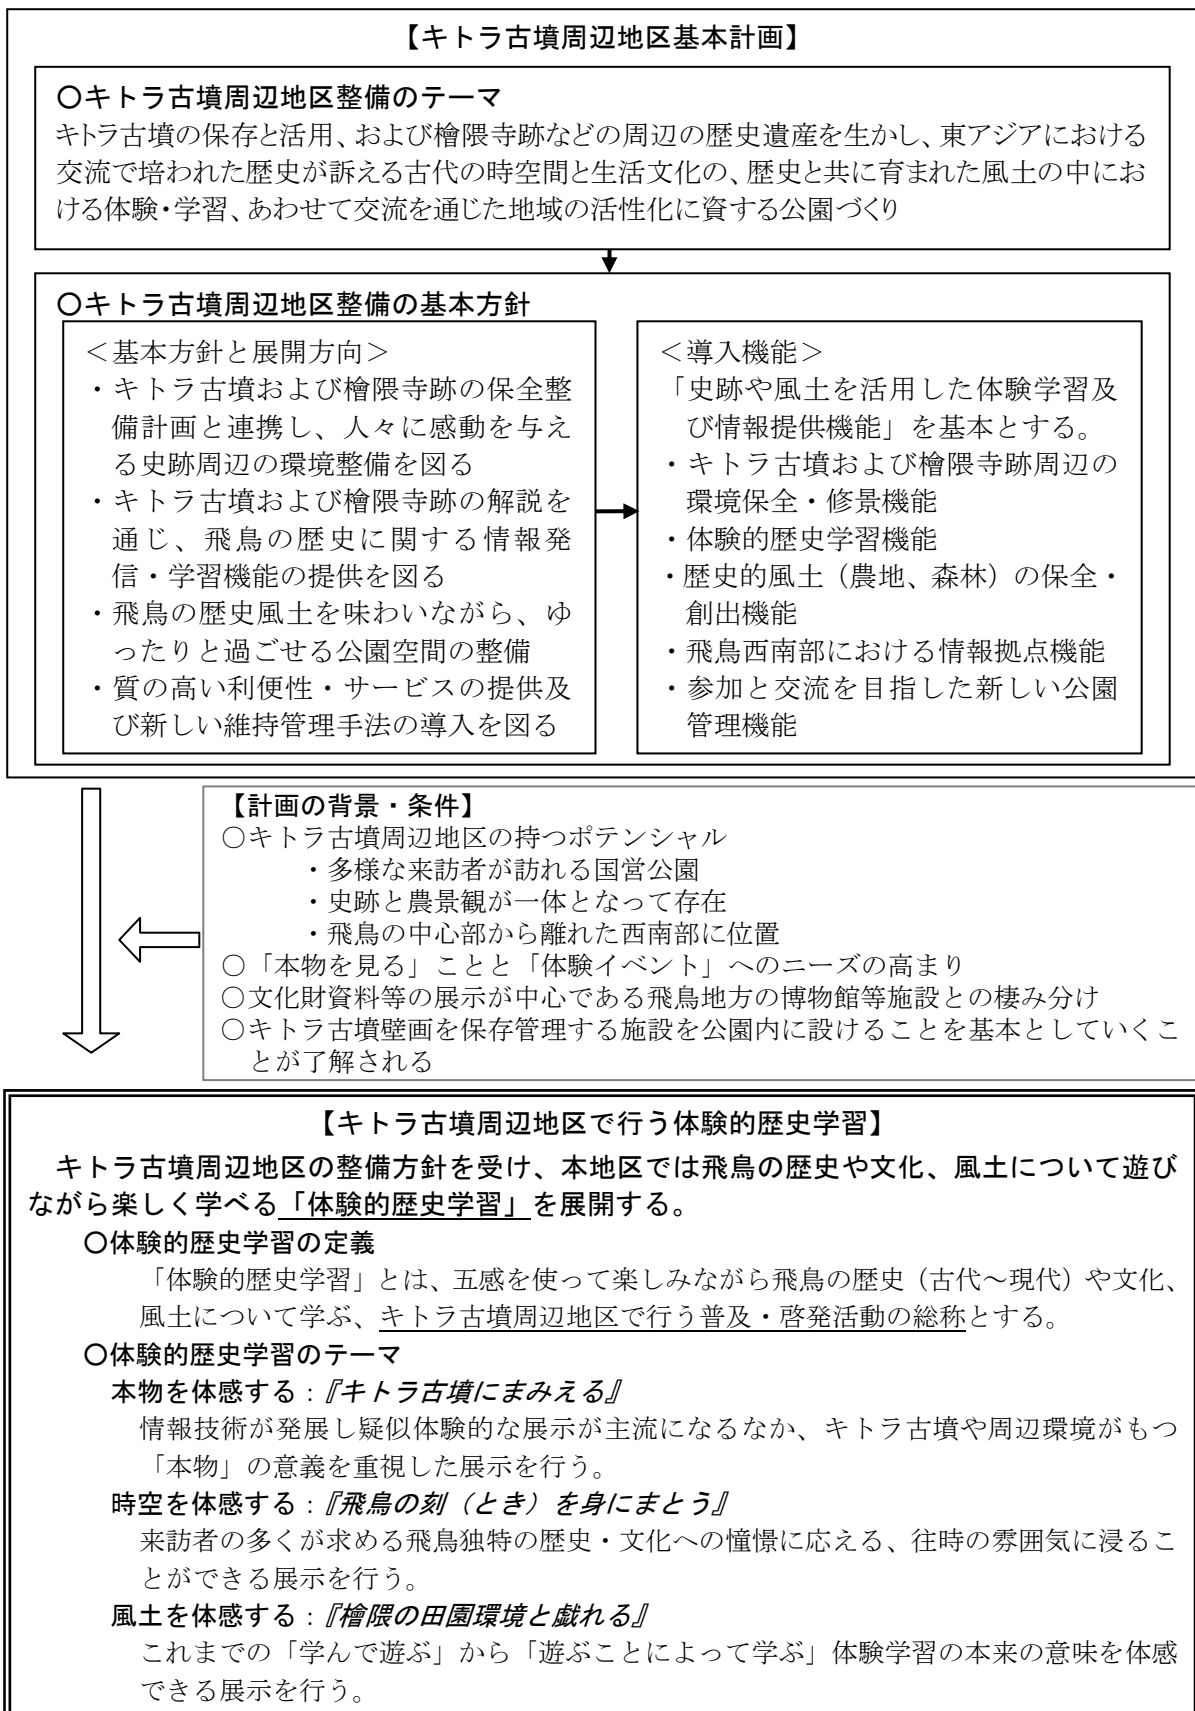 【キトラ古墳周辺地区基本計画】
〇キトラ古墳周辺地区整備のテーマ
キトラ古墳の保存と活用、および檜隈寺跡などの周辺の歴史遺産を生かし、東アジアにおける
交流で培われた歴史が訴える古代の時空間と生活文化の、歴史と共に育まれた風土の中にお
ける体験・学習、あわせて交流を通じた地域の活性化に資する公園づくり
〇キトラ古墳周辺地区整備の基本方針
＜基本方針と展開方向＞
・キトラ古墳および檜隈寺跡の保全整
備計画と連携し、人々に感動を与え
る史跡周辺の環境整備を図る
・キトラ古墳および檜隈寺跡の解説を
通じ、飛鳥の歴史に関する情報発
信・学習機能の提供を図る
・飛鳥の歴史風土を味わいながら、ゆ
ったりと過ごせる公園空間の整備
・質の高い利便性・サービスの提供及
び新しい維持管理手法の導入を図る
＜導入機能＞
「史跡や風土を活用した体験学習及
び情報提供機能」を基本とする。
・キトラ古墳および檜隈寺跡周辺の
環境保全・修景機能
・体験的歴史学習機能
・歴史的風土（農地、森林）の保全・
創出機能
・飛鳥西南部における情報拠点機能
・参加と交流を目指した新しい公園
管理機能
【計画の背景・条件】
〇キトラ古墳周辺地区の持つポテンシャル
・多様な来訪者が訪れる国営公園
・史跡と農景観が一体となって存在
・飛鳥の中心部から離れた西南部に位置
〇「本物を見る」ことと「体験イベント」へのニーズの高まり
〇文化財資料等の展示が中心である飛鳥地方の博物館等施設との棲み分け
〇キトラ古墳壁画を保存管理する施設を公園内に設けることを基本としていくこ
とが了解される
【キトラ古墳周辺地区で行う体験的歴史学習】
キトラ古墳周辺地区の整備方針を受け、本地区では飛鳥の歴史や文化、風土について遊び
ながら楽しく学べる「体験的歴史学習」を展開する。
〇体験的歴史学習の定義
「体験的歴史学習」とは、五感を使って楽しみながら飛鳥の歴史（古代～現代）や文化、
風土について学ぶ、キトラ古墳周辺地区で行う普及・啓発活動の総称とする。
〇体験的歴史学習のテーマ
本物を体感する：『キトラ古墳にまみえる』
情報技術が発展し疑似体験的な展示が主流になるなか、キトラ古墳や周辺環境がもつ
「本物」の意義を重視した展示を行う。
時空を体感する：『飛鳥の刻（とき）を身にまとう』
来訪者の多くが求める飛鳥独特の歴史・文化への憧憬に応える、往時の雰囲気に浸るこ
とができる展示を行う。
風土を体感する：『檜隈の田園環境と戯れる』
これまでの「学んで遊ぶ」から「遊ぶことによって学ぶ」体験学習の本来の意味を体感
できる展示を行う。